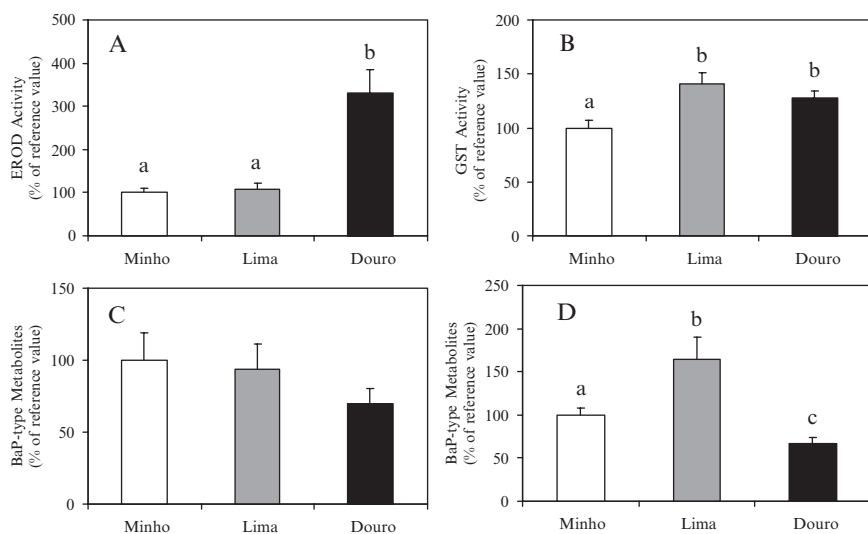 A
EROD Activity
(% of reference value)
500
400
300
200
100
0
a
a
b
Minho
Lima
Douro
B
GST Activity
(% of reference value)
200
150
100
50
0
a
b
b
Minho
Lima
Douro
C
BaP-type Metabolites
(% of reference value)
150
100
50
0
Minho
Lima
Douro
D
BaP-type Metabolites
(% of reference value)
250
200
150
100
50
0
a
b
c
Minho
Lima
Douro